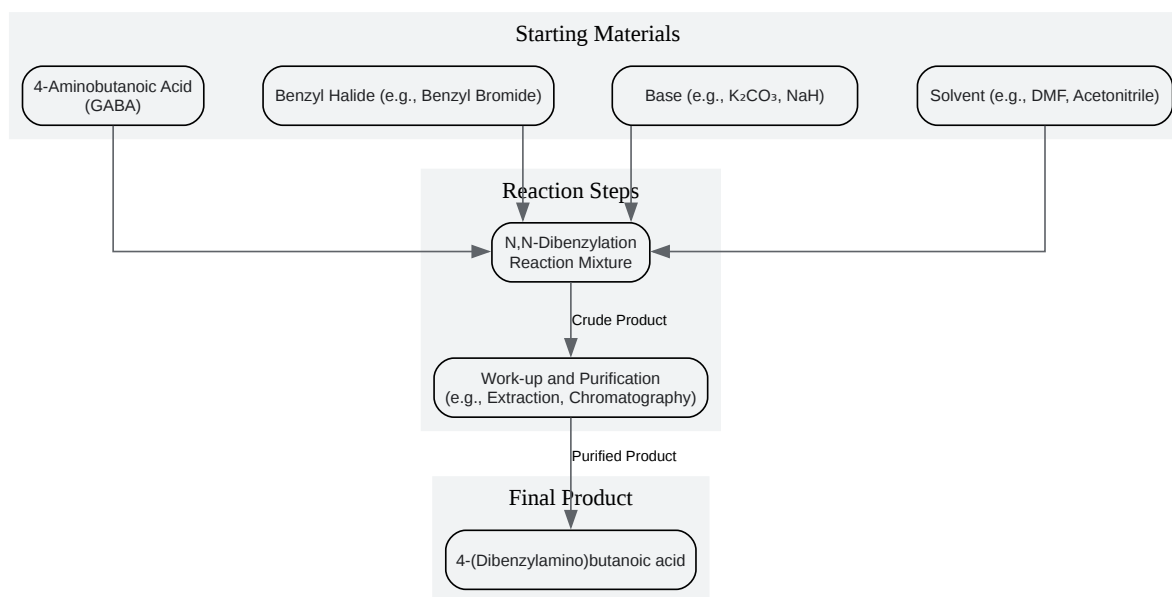 Starting Materials
4-Aminobutanoic Acid
(GABA)
Benzyl Halide (e.g., Benzyl Bromide)
Base (e.g., K₂CO₃, NaH)
Solvent (e.g., DMF, Acetonitrile)
Reaction Steps
N,N-Dibenzylation
Reaction Mixture
Crude Product
Work-up and Purification
(e.g., Extraction, Chromatography)
Purified Product
Final Product
4-(Dibenzylamino)butanoic acid